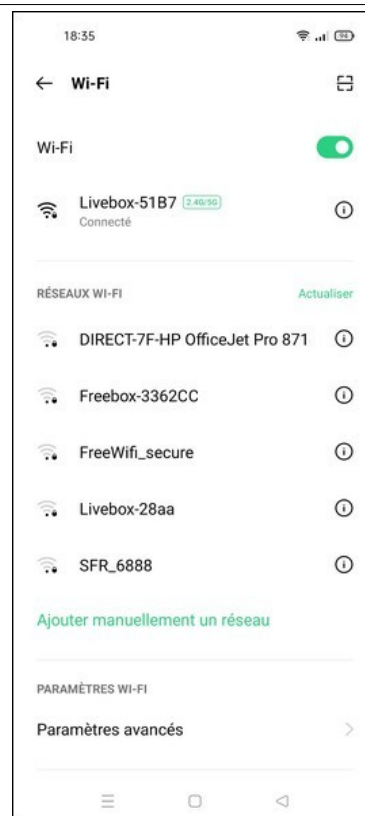 18:35
94
Wi-Fi
Wi-Fi
Livebox-51B7 2.4G/5G
Connecté
RÉSEAUX WI-FI Actualiser
DIRECT-7F-HP OfficeJet Pro 871
Freebox-3362CC
FreeWifi_secure
Livebox-28aa
SFR_6888
Ajouter manuellement un réseau
PARAMÈTRES WI-FI
Paramètres avancés